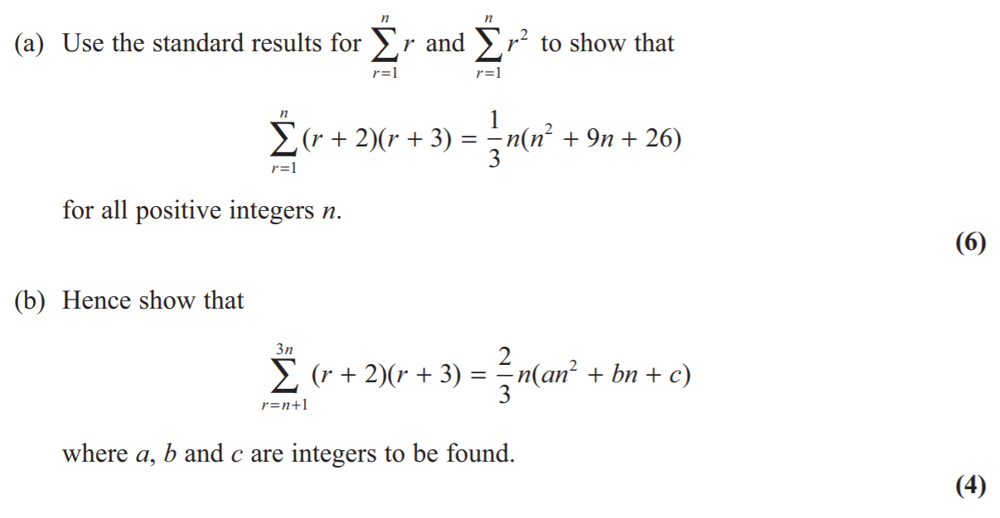 (a) Use the standard results for $\sum_{r=1}^{n} r$ and $\sum_{r=1}^{n} r^2$ to show that
$\sum_{r=1}^{n} (r + 2)(r + 3) = \frac{1}{3}n(n^2 + 9n + 26)$
for all positive integers $n$.
(6)
(b) Hence show that
$\sum_{r=n+1}^{3n} (r + 2)(r + 3) = \frac{2}{3}n(an^2 + bn + c)$
where $a$, $b$ and $c$ are integers to be found.
(4)